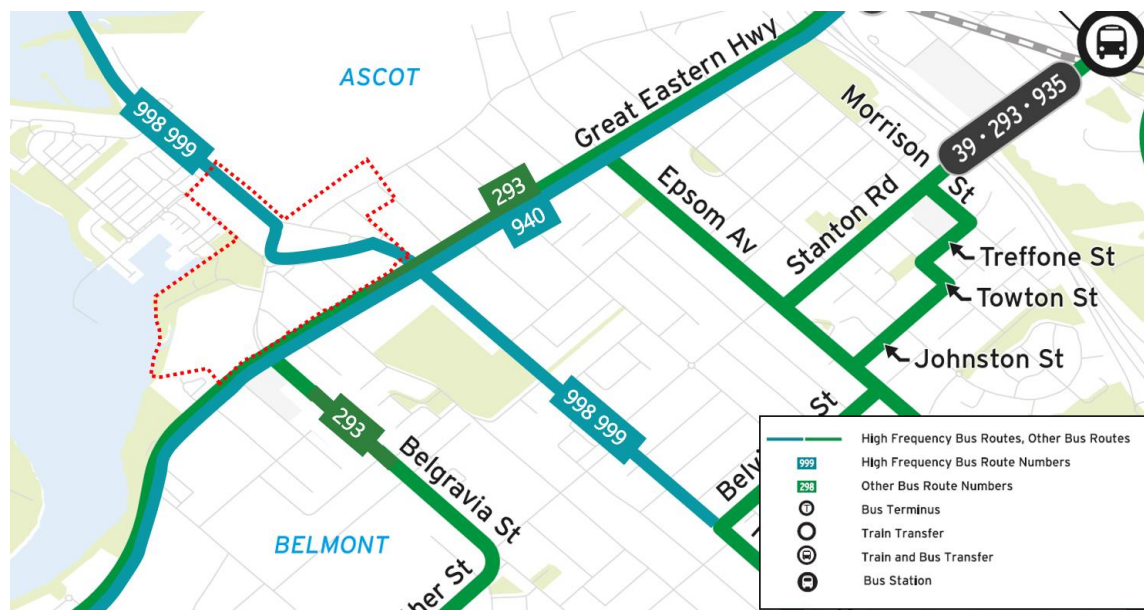 ASCOT
Great Eastern Hwy
998 999
Morrison St
39 • 293 • 935
293
940
Epsom Av
Stanton Rd
Treffone St
Towton St
Johnston St
998 999
293
Belgravia St
BELMONT
St
St
High Frequency Bus Routes, Other Bus Routes
999
High Frequency Bus Route Numbers
298
Other Bus Route Numbers
T
Bus Terminus
Train Transfer
Train and Bus Transfer
Bus Station